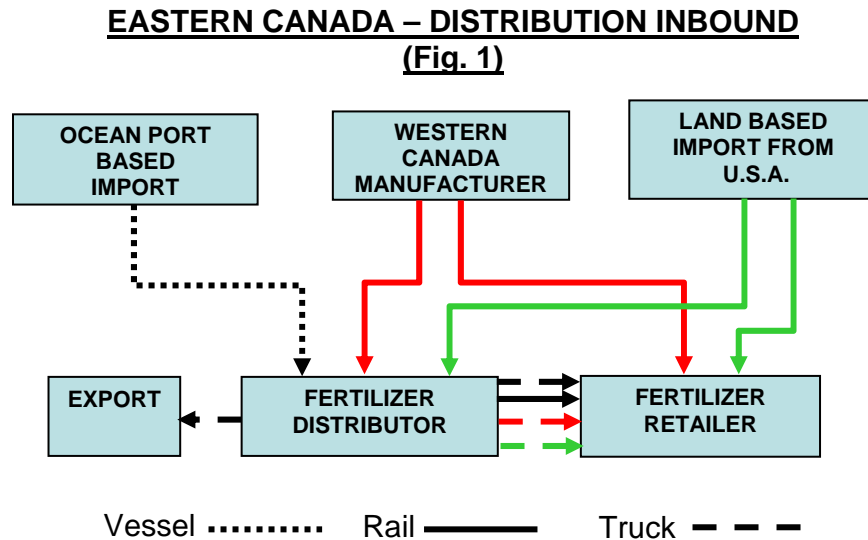 EASTERN CANADA – DISTRIBUTION INBOUND
(Fig. 1)
OCEAN PORT
BASED
IMPORT
WESTERN
CANADA
MANUFACTURER
LAND BASED
IMPORT FROM
U.S.A.
EXPORT
FERTILIZER
DISTRIBUTOR
FERTILIZER
RETAILER
Vessel Rail Truck